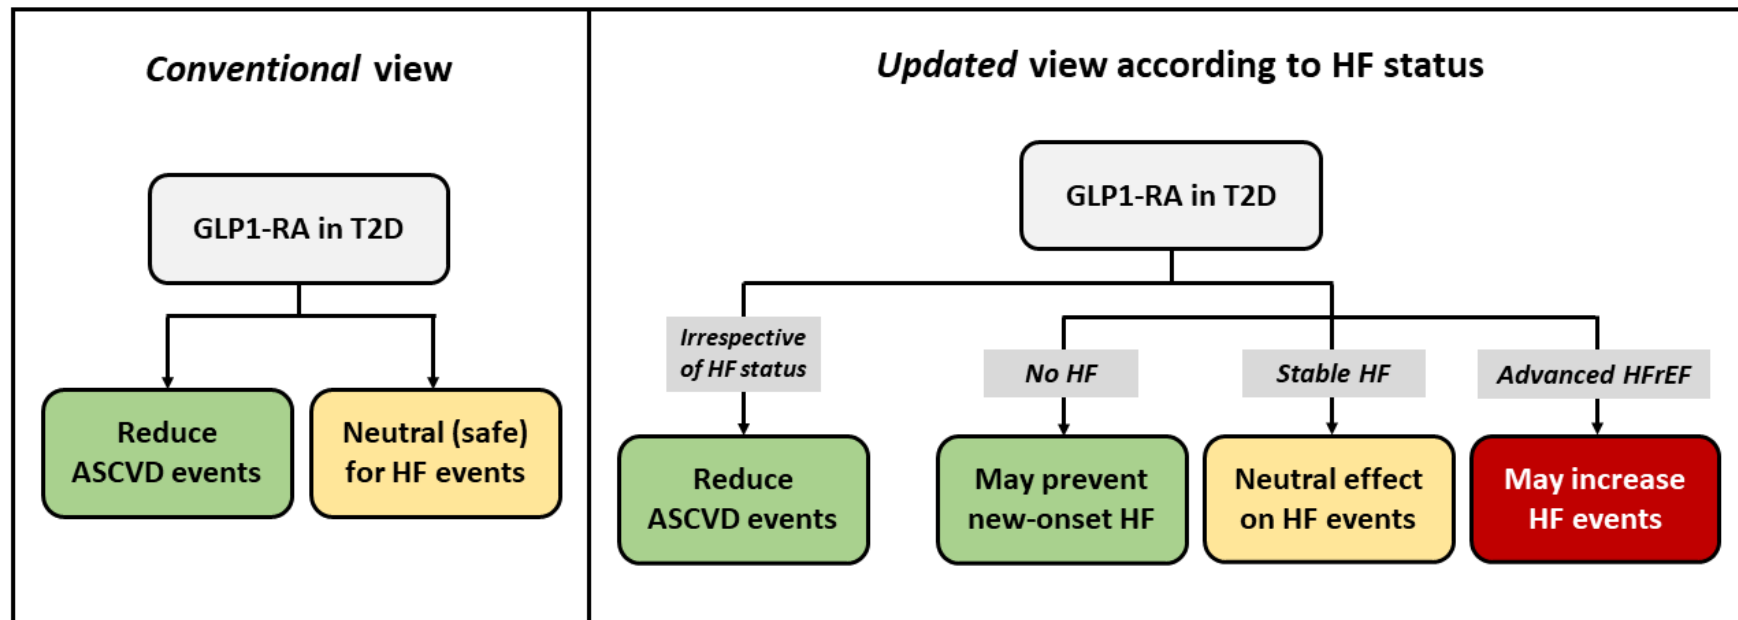 Conventional view
GLP1-RA in T2D
Reduce
ASCVD events
Neutral (safe)
for HF events
Updated view according to HF status
GLP1-RA in T2D
Irrespective
of HF status
No HF
Stable HF
Advanced HFrEF
Reduce
ASCVD events
May prevent
new-onset HF
Neutral effect
on HF events
May increase
HF events